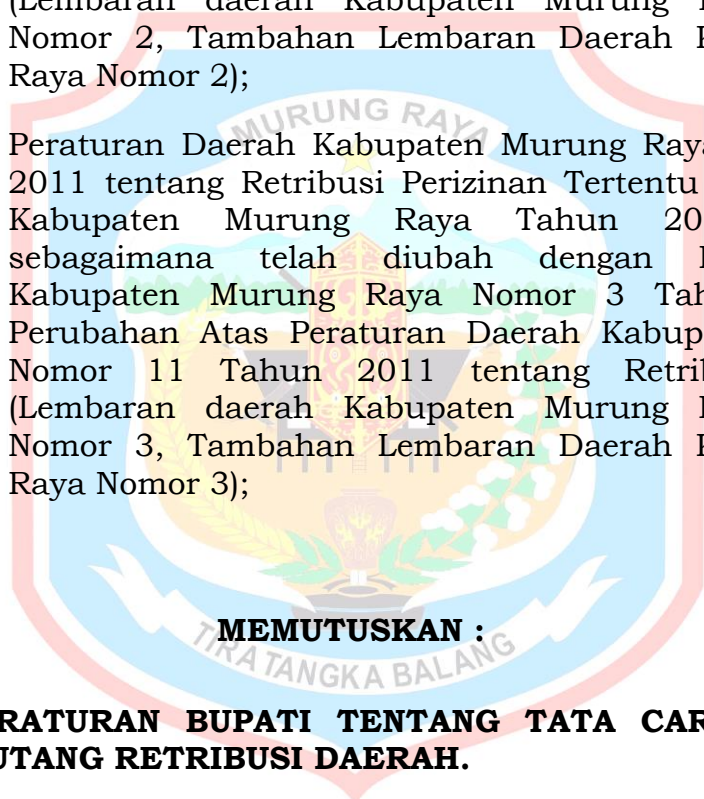 (Lembaran daerah Kabupaten Murung
Nomor 2, Tambahan Lembaran Daerah
Raya Nomor 2);
MURUNG RAYA
Peraturan Daerah Kabupaten Murung Raya
2011 tentang Retribusi Perizinan Tertentu
Kabupaten Murung Raya Tahun 20
sebagaimana telah diubah dengan
Kabupaten Murung Raya Nomor 3 Tah
Perubahan Atas Peraturan Daerah Kabup
Nomor 11 Tahun 2011 tentang Retrib
(Lembaran daerah Kabupaten Murung
Nomor 3, Tambahan Lembaran Daerah
Raya Nomor 3);
MEMUTUSKAN :
TIRA TANGKA BALANG
RATURAN BUPATI TENTANG TATA CAR
UTANG RETRIBUSI DAERAH.